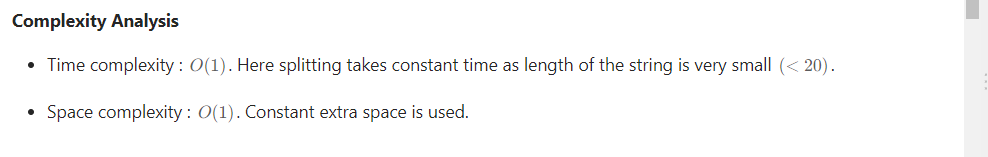 Complexity Analysis
• Time complexity : O(1). Here splitting takes constant time as length of the string is very small (< 20).
• Space complexity : O(1). Constant extra space is used.